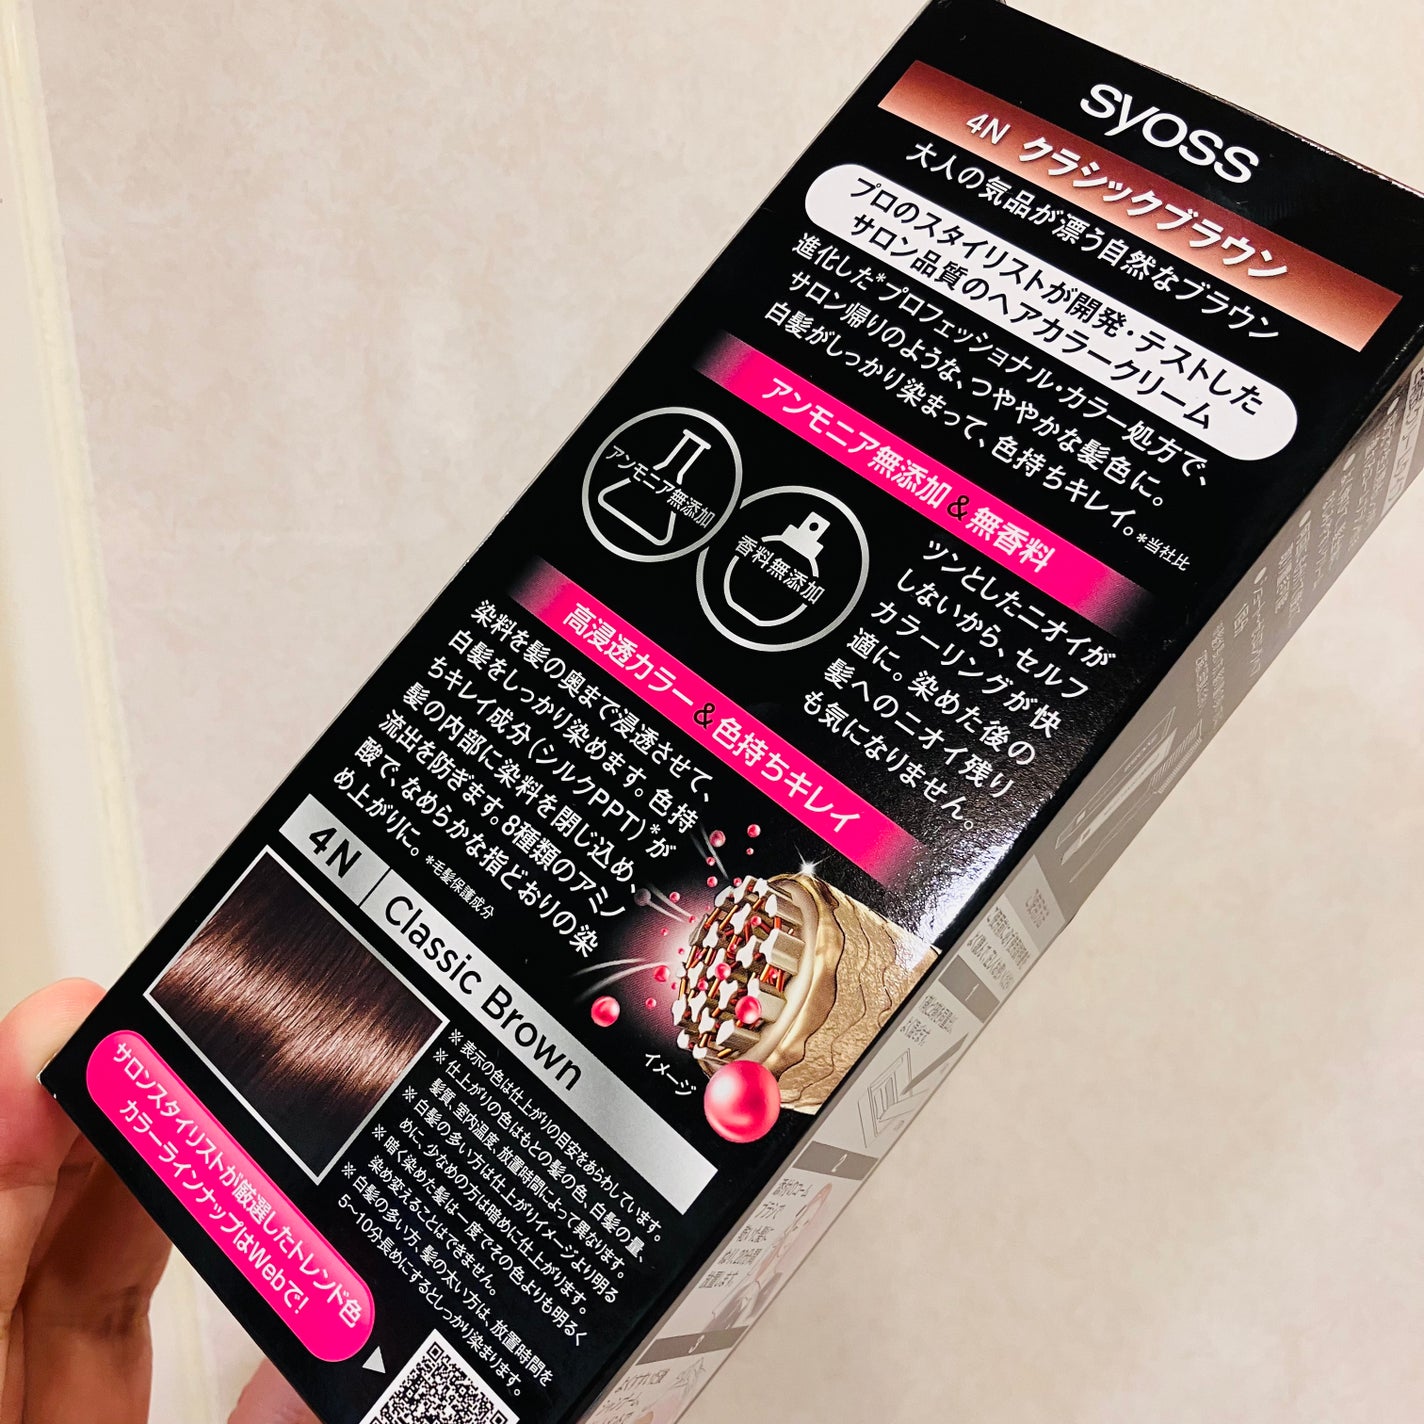 syoss
4N クラシックブラウン
大人の気品が漂う自然なブラウン
プロのスタイリストが開発・テストした
サロン品質のヘアカラークリーム
進化した*プロフェッショナル・カラー処方で、
サロン帰りのような、つややかな髪色に。
白髪がしっかり染まって、色持ちキレイ。*当社比
アンモニア無添加&無香料
アンモニア無添加
香料無添加
ツンとしたニオイが
しないから、セルフ
カラーリングが快
適に。染めた後の
髪へのニオイ残り
も気になりません。
高浸透カラー&色持ちキレイ
染料を髪の奥まで浸透させて、
白髪をしっかり染めます。色持
ちキレイ成分(シルクPPT)*が
髪の内部に染料を閉じ込め、
流出を防ぎます。8種類のアミノ
酸で、なめらかな指どおりの染
め上がりに。*毛髪保護成分
イメージ
4N Classic Brown
※表示の色は仕上がりの目安をあらわしています。
※仕上がりの色はもとの髪の色、白髪の量、
髪質、室内温度、放置時間によって異なります。
※白髪の多い方は仕上がりイメージより明る
めに、少なめの方は暗めに仕上がります。
※暗く染めた髪は一度でその色よりも明るく
染め変えることはできません。
※白髪の多い方、髪の太い方は、放置時間を
5〜10分長めにするとしっかり染まります。
サロンスタイリストが厳選したトレンド色
カラーラインナップはWebで!
1
2
3